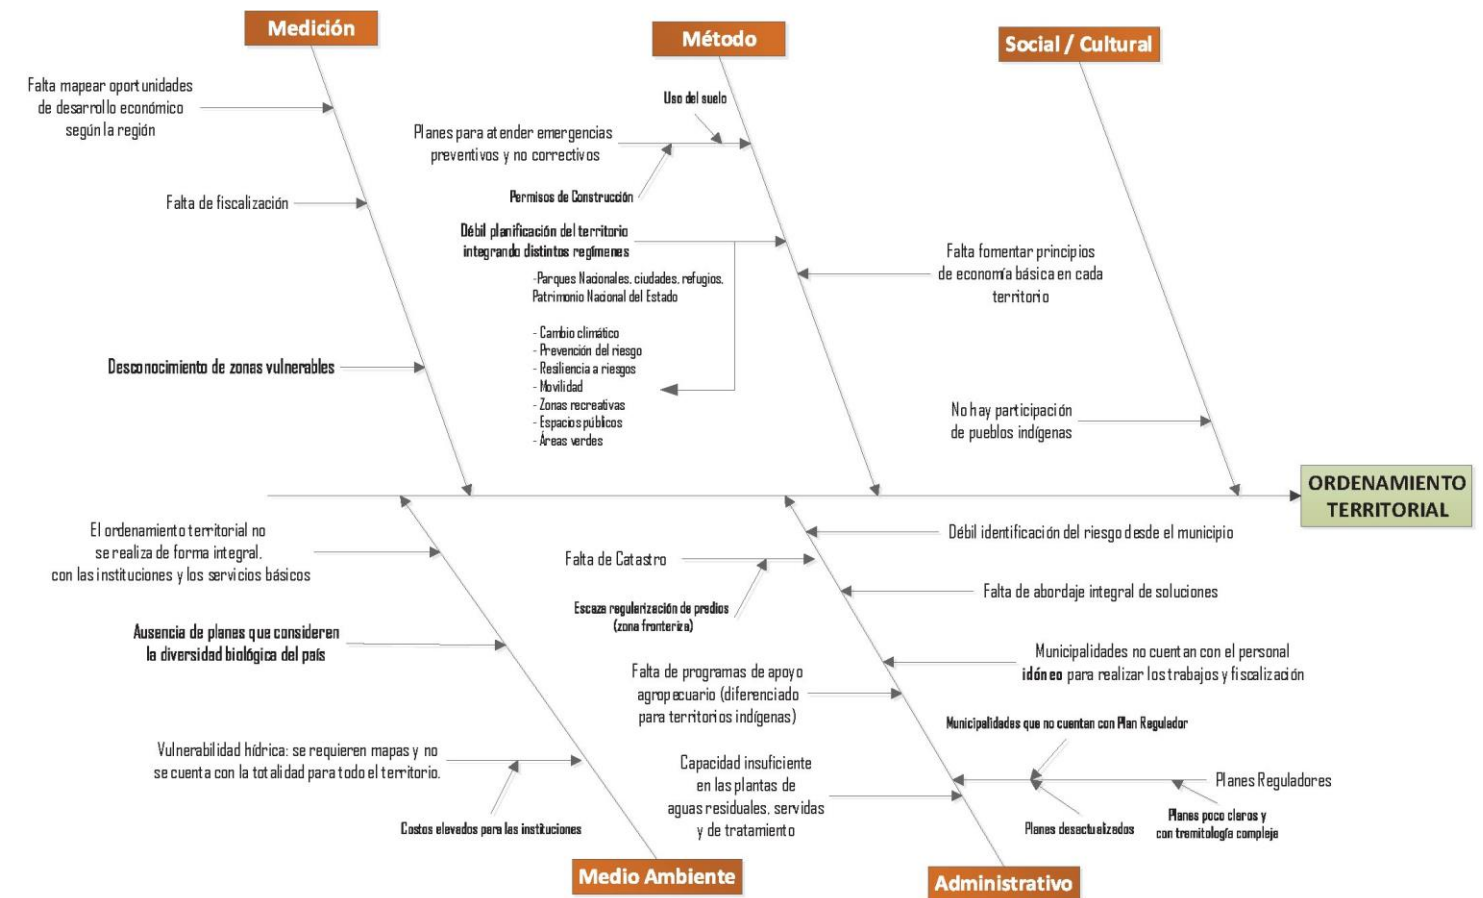 Medición
Falta mapear oportunidades
de desarrollo económico
según la región
Falta de fiscalización
Desconocimiento de zonas vulnerables
Método
Uso del suelo
Planes para atender emergencias
preventivos y no correctivos
Permisos de Construcción
Débil planificación del territorio
integrando distintos regímenes
-Parques Nacionales, ciudades, refugios,
Patrimonio Nacional del Estado
- Cambio climático
- Prevención del riesgo
- Resiliencia a riesgos
- Movilidad
- Zonas recreativas
- Espacios públicos
- Áreas verdes
Falta fomentar principios
de economía básica en cada
territorio
Social / Cultural
No hay participación
de pueblos indígenas
ORDENAMIENTO
TERRITORIAL
El ordenamiento territorial no
se realiza de forma integral,
con las instituciones y los servicios básicos
Ausencia de planes que consideren
la diversidad biológica del país
Vulnerabilidad hídrica: se requieren mapas y no
se cuenta con la totalidad para todo el territorio.
Costos elevados para las instituciones
Medio Ambiente
Falta de Catastro
Escaza regularización de predios
(zona fronteriza)
Falta de programas de apoyo
agropecuario (diferenciado
para territorios indígenas)
Capacidad insuficiente
en las plantas de
aguas residuales, servidas
y de tratamiento
Débil identificación del riesgo desde el municipio
Falta de abordaje integral de soluciones
Municipalidades no cuentan con el personal
idóneo para realizar los trabajos y fiscalización
Municipalidades que no cuentan con Plan Regulador
Planes Reguladores
Planes desactualizados
Planes poco claros y
con tramitología compleja
Administrativo